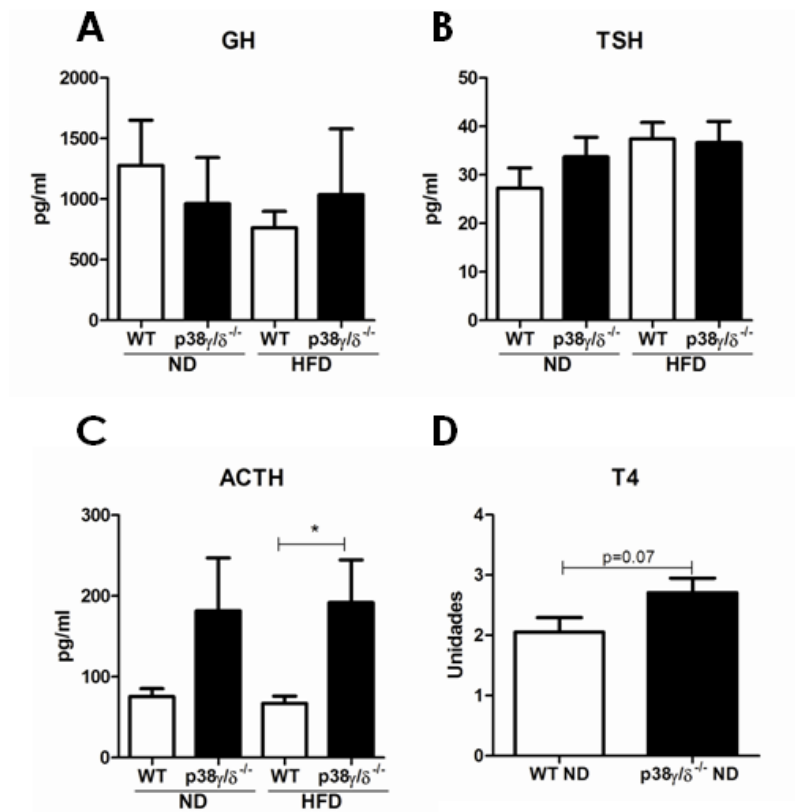 A
GH
2000
1500
1000
500
0
pg/ml
WT p38γ/δ-/- WT p38γ/δ-/-
ND HFD
B
TSH
50
40
30
20
10
0
pg/ml
WT p38γ/δ-/- WT p38γ/δ-/-
ND HFD
C
ACTH
300
200
100
0
pg/ml
*
WT p38γ/δ-/- WT p38γ/δ-/-
ND HFD
D
T4
4
3
2
1
0
Unidades
p=0.07
WT ND p38γ/δ-/- ND